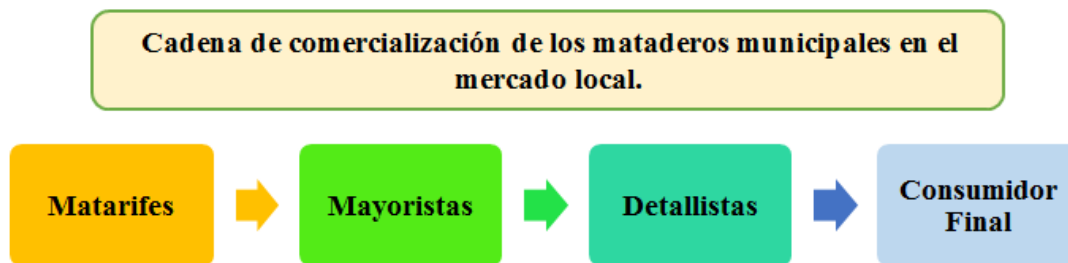 Cadena de comercialización de los mataderos municipales en el
mercado local.
Matarifes
Mayoristas
Detallistas
Consumidor
Final